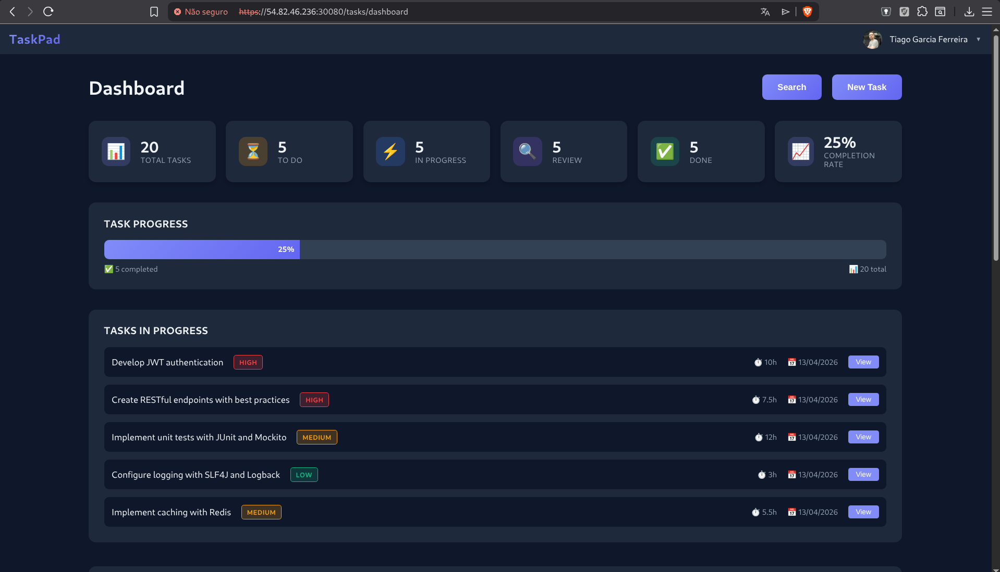 Não seguro https://54.82.46.236:30080/tasks/dashboard
TaskPad
Tiago Garcia Ferreira
Dashboard
Search
New Task
20
TOTAL TASKS
5
TO DO
5
IN PROGRESS
5
REVIEW
5
DONE
25%
COMPLETION
RATE
TASK PROGRESS
25%
5 completed
20 total
TASKS IN PROGRESS
Develop JWT authentication HIGH 10h 13/04/2026 View
Create RESTful endpoints with best practices HIGH 7.5h 13/04/2026 View
Implement unit tests with JUnit and Mockito MEDIUM 12h 13/04/2026 View
Configure logging with SLF4J and Logback LOW 3h 13/04/2026 View
Implement caching with Redis MEDIUM 5.5h 13/04/2026 View